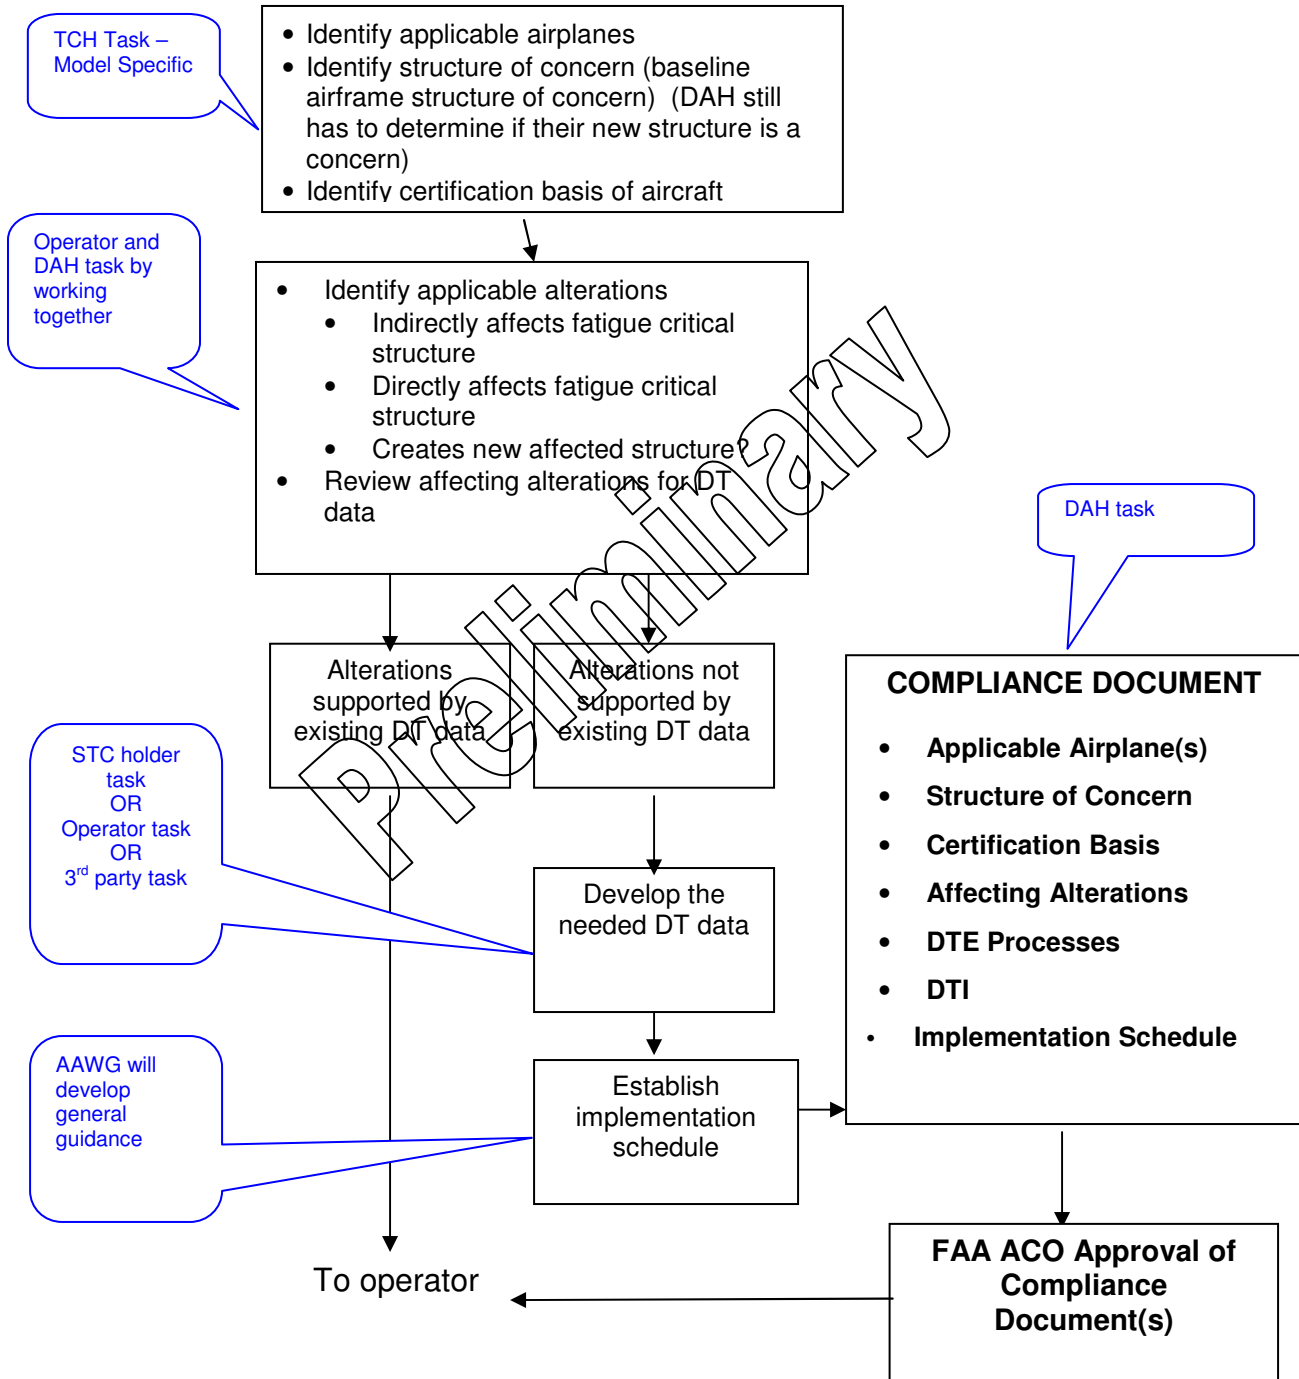 TCH Task –
Model Specific
• Identify applicable airplanes
• Identify structure of concern (baseline
airframe structure of concern)  (DAH still
has to determine if their new structure is a
concern)
• Identify certification basis of aircraft
Operator and
DAH task by
working
together
• Identify applicable alterations
• Indirectly affects fatigue critical
structure
• Directly affects fatigue critical
structure
• Creates new affected structure?
• Review affecting alterations for DT
data
Preliminary
DAH task
Alterations
supported by
existing DT data
Alterations not
supported by
existing DT data
STC holder
task
OR
Operator task
OR
3rd party task
Develop the
needed DT data
AAWG will
develop
general
guidance
Establish
implementation
schedule
COMPLIANCE DOCUMENT
• Applicable Airplane(s)
• Structure of Concern
• Certification Basis
• Affecting Alterations
• DTE Processes
• DTI
• Implementation Schedule
To operator
FAA ACO Approval of
Compliance
Document(s)